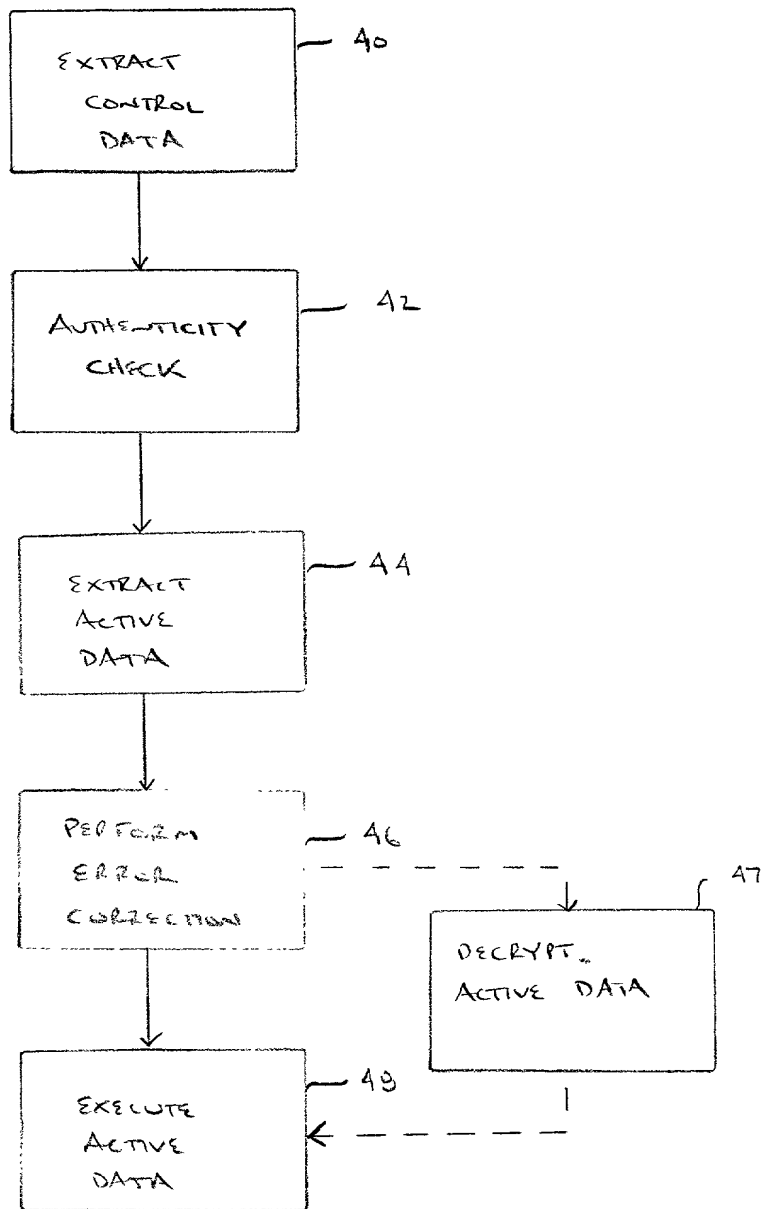 EXTRACT
CONTROL
DATA
40
AUTHENTICITY
CHECK
42
EXTRACT
ACTIVE
DATA
44
PERFORM
ERROR
CORRECTION
46
DECRYPT
ACTIVE DATA
47
EXECUTE
ACTIVE
DATA